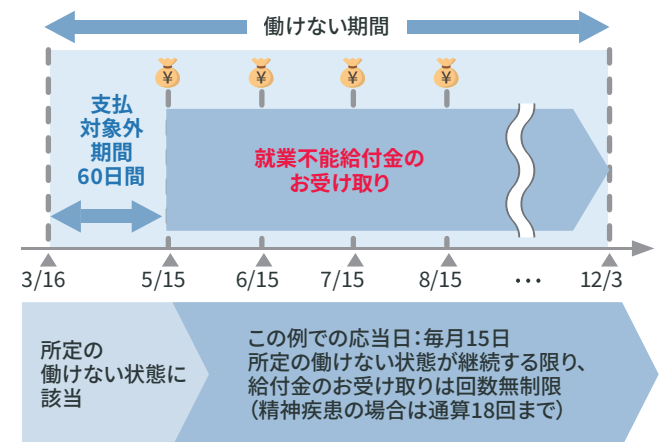 働けない期間
¥ ¥ ¥ ¥
支払
対象外
期間
60日間
就業不能給付金の
お受け取り
3/16 5/15 6/15 7/15 8/15 ... 12/3
所定の
働けない状態に
該当
この例での応当日：毎月15日
所定の働けない状態が継続する限り、
給付金のお受け取りは回数無制限
（精神疾患の場合は通算18回まで）